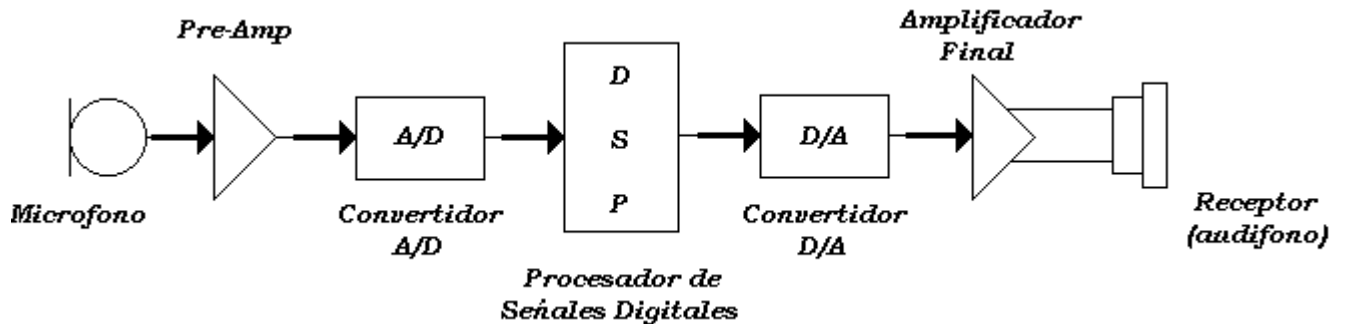 Pre-Amp
Amplificador
Final
D
S
P
A/D
D/A
Microfono
Convertidor
A/D
Convertidor
D/A
Receptor
(audifono)
Procesador de
Señales Digitales